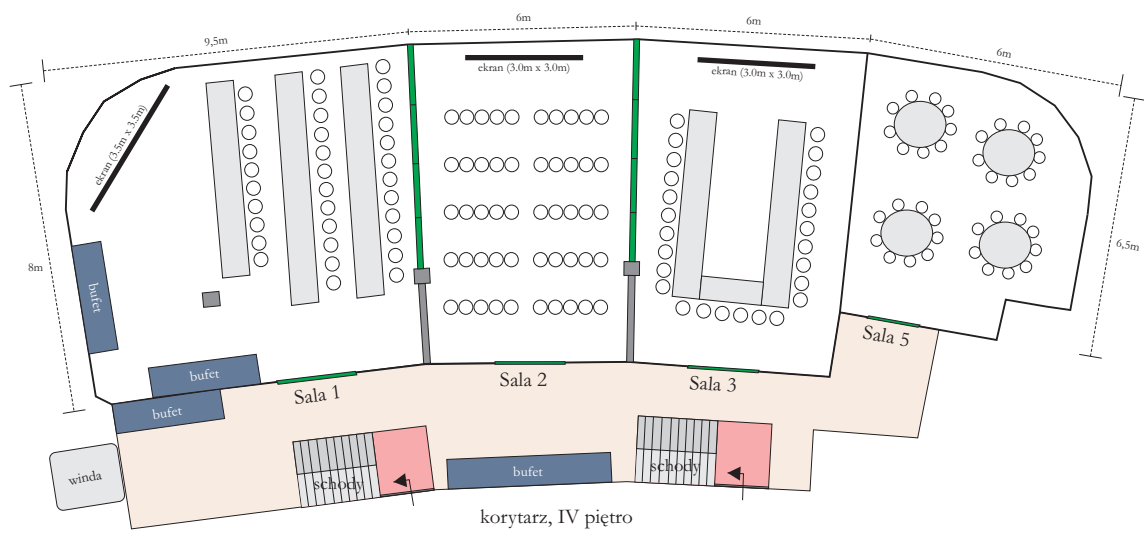 9,5m
6m
6m
6m
ekran (3.5m x 3.5m)
ekran (3.0m x 3.0m)
ekran (3.0m x 3.0m)
8m
6,5m
bufet
bufet
bufet
Sala 1
Sala 2
Sala 3
Sala 5
winda
schody
bufet
schody
korytarz, IV piętro